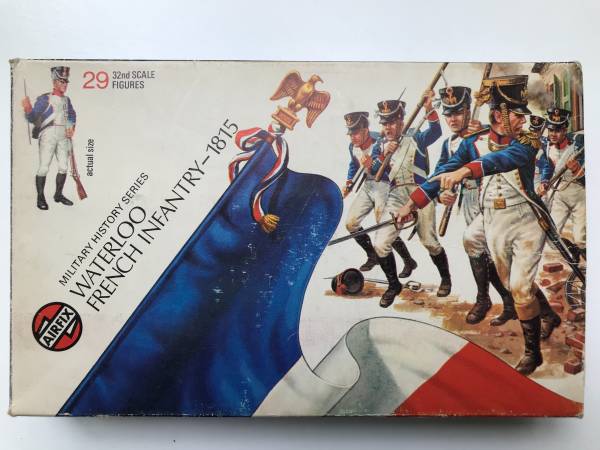 29 32nd SCALE
FIGURES
actual size
MILITARY HISTORY SERIES
WATERLOO
FRENCH INFANTRY–1815
AIRFIX